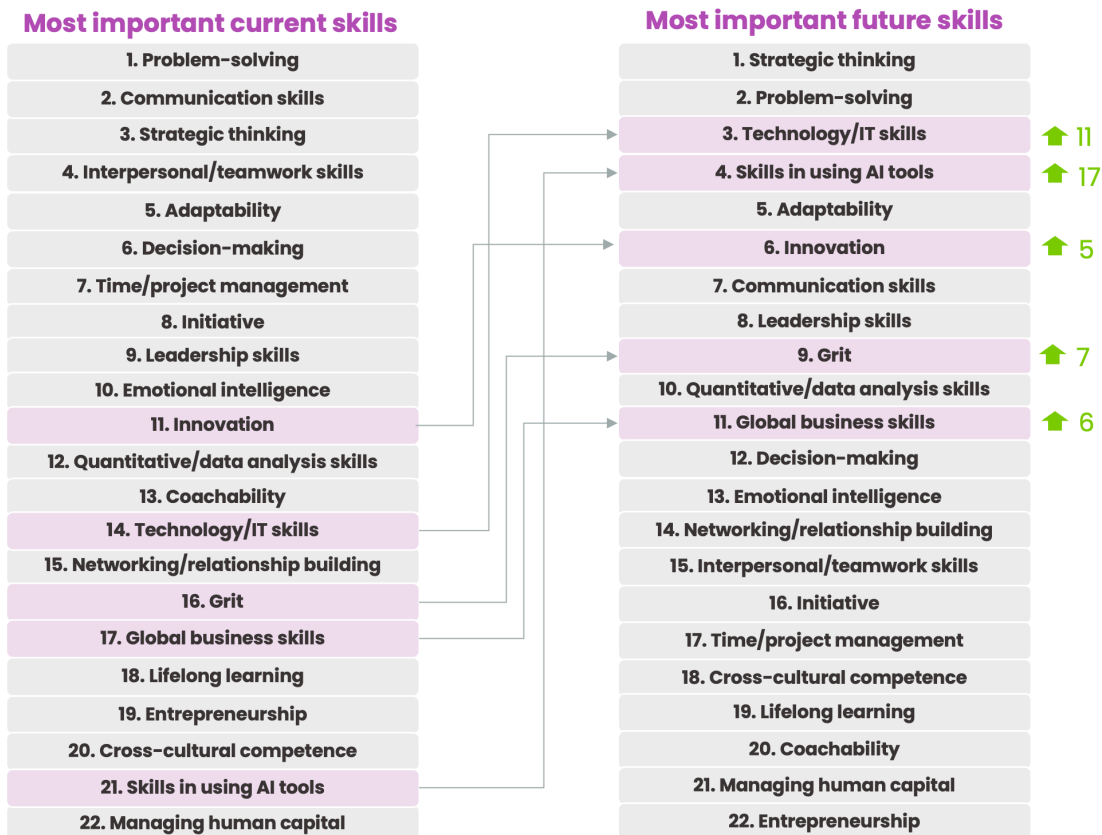 Most important current skills
1. Problem-solving
2. Communication skills
3. Strategic thinking
4. Interpersonal/teamwork skills
5. Adaptability
6. Decision-making
7. Time/project management
8. Initiative
9. Leadership skills
10. Emotional intelligence
11. Innovation
12. Quantitative/data analysis skills
13. Coachability
14. Technology/IT skills
15. Networking/relationship building
16. Grit
17. Global business skills
18. Lifelong learning
19. Entrepreneurship
20. Cross-cultural competence
21. Skills in using AI tools
22. Managing human capital
Most important future skills
1. Strategic thinking
2. Problem-solving
3. Technology/IT skills
11
4. Skills in using AI tools
17
5. Adaptability
6. Innovation
5
7. Communication skills
8. Leadership skills
9. Grit
7
10. Quantitative/data analysis skills
11. Global business skills
6
12. Decision-making
13. Emotional intelligence
14. Networking/relationship building
15. Interpersonal/teamwork skills
16. Initiative
17. Time/project management
18. Cross-cultural competence
19. Lifelong learning
20. Coachability
21. Managing human capital
22. Entrepreneurship